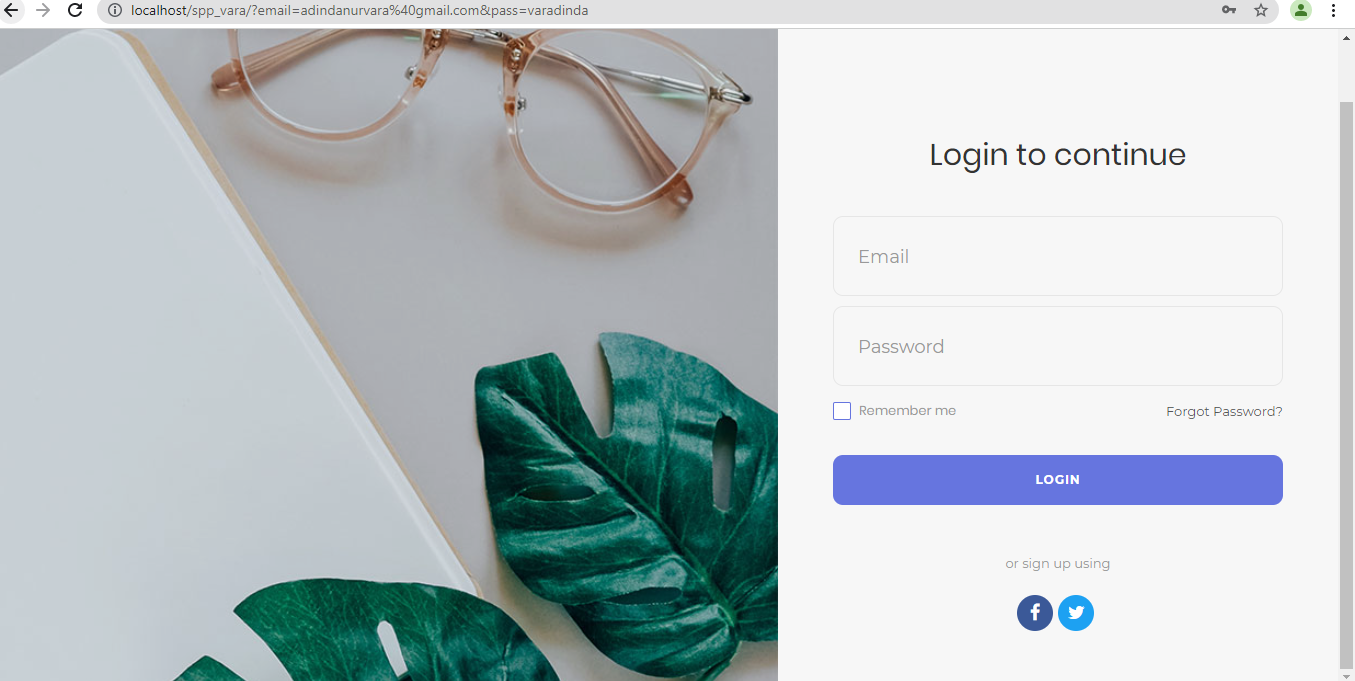 localhost/spp_vara/?email=adindanurvara%40gmail.com&pass=varadinda
Login to continue
Email
Password
Remember me
Forgot Password?
LOGIN
or sign up using